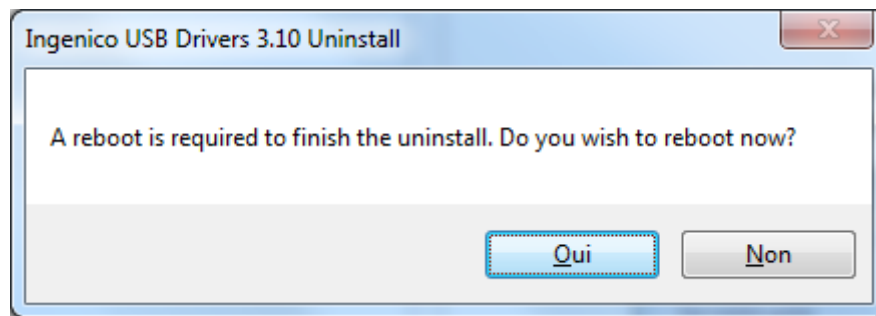 Ingenico USB Drivers 3.10 Uninstall
A reboot is required to finish the uninstall. Do you wish to reboot now?
Oui
Non